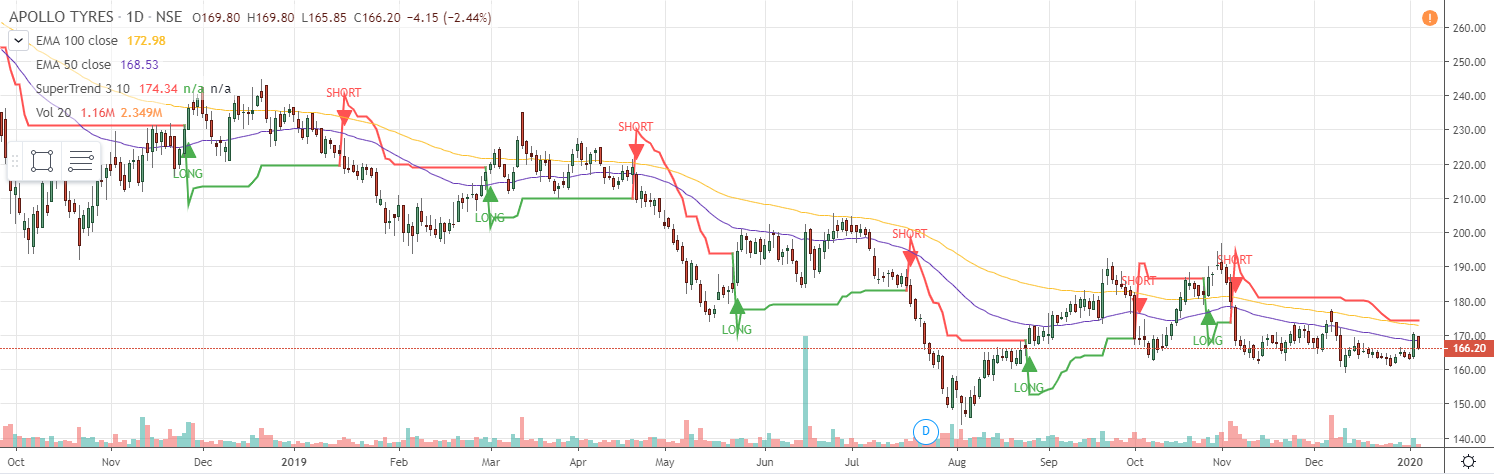 APOLLO TYRES · 1D · NSE O169.80 H169.80 L165.85 C166.20 −4.15 (−2.44%)
EMA 100 close 172.98
EMA 50 close 168.53
SuperTrend 3 10 174.34 n/a n/a
Vol 20 1.16M 2.349M
!
260.00
250.00
240.00
230.00
220.00
210.00
200.00
190.00
180.00
170.00
166.20
160.00
150.00
140.00
LONG
SHORT
LONG
SHORT
LONG
SHORT
LONG
SHORT
LONG
SHORT
D
Oct Nov Dec 2019 Feb Mar Apr May Jun Jul Aug Sep Oct Nov Dec 2020